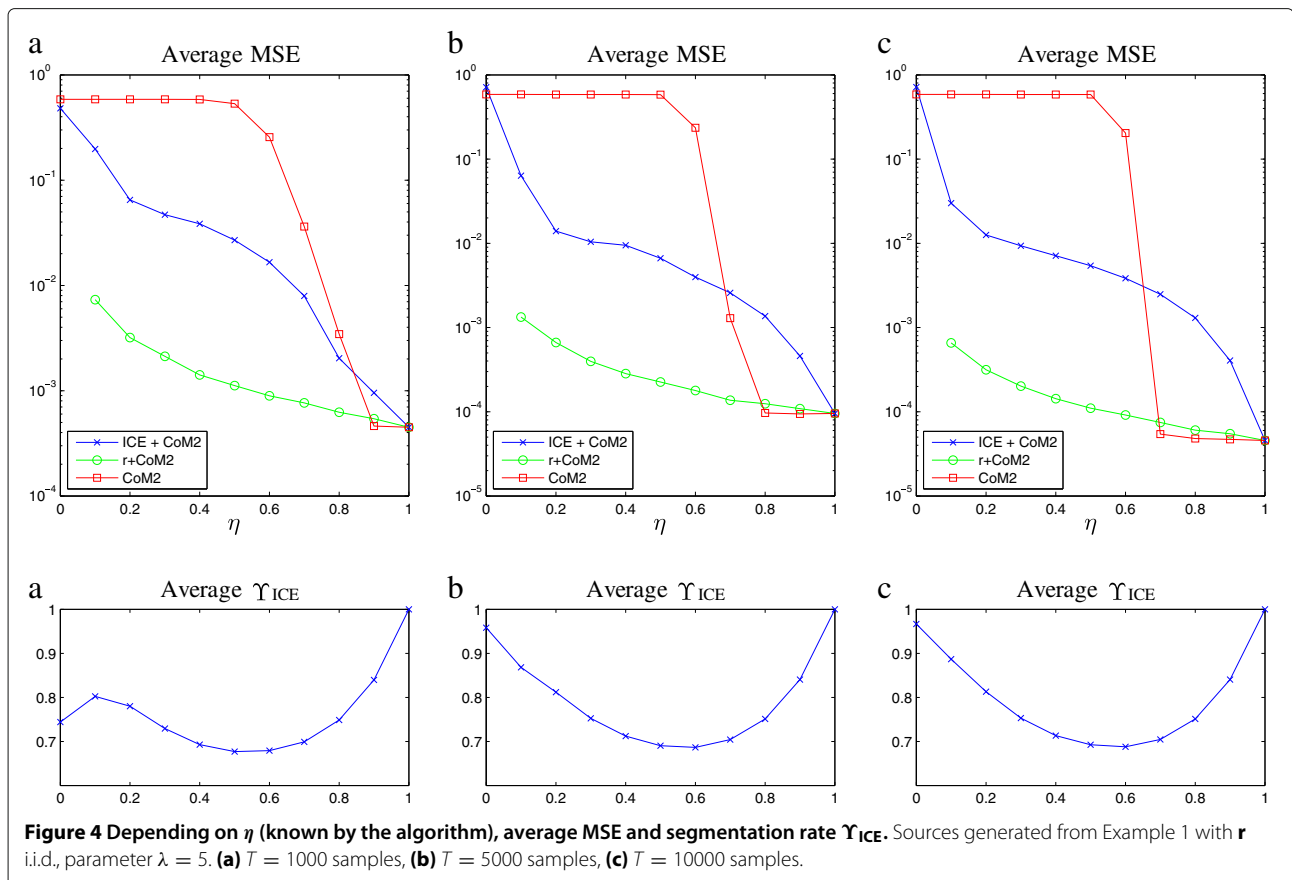 a
Average MSE
10^0
10^-1
10^-2
10^-3
10^-4
0 0.2 0.4 0.6 0.8 1
η
ICE + CoM2
r+CoM2
CoM2
b
Average MSE
10^0
10^-1
10^-2
10^-3
10^-4
10^-5
0 0.2 0.4 0.6 0.8 1
η
ICE + CoM2
r+CoM2
CoM2
c
Average MSE
10^0
10^-1
10^-2
10^-3
10^-4
10^-5
0 0.2 0.4 0.6 0.8 1
η
ICE + CoM2
r+CoM2
CoM2
a
Average ϒ_ICE
1
0.9
0.8
0.7
0 0.2 0.4 0.6 0.8 1
b
Average ϒ_ICE
1
0.9
0.8
0.7
0 0.2 0.4 0.6 0.8 1
c
Average ϒ_ICE
1
0.9
0.8
0.7
0 0.2 0.4 0.6 0.8 1
Figure 4 Depending on η (known by the algorithm), average MSE and segmentation rate ϒ_ICE. Sources generated from Example 1 with r
i.i.d., parameter λ = 5. (a) T = 1000 samples, (b) T = 5000 samples, (c) T = 10000 samples.